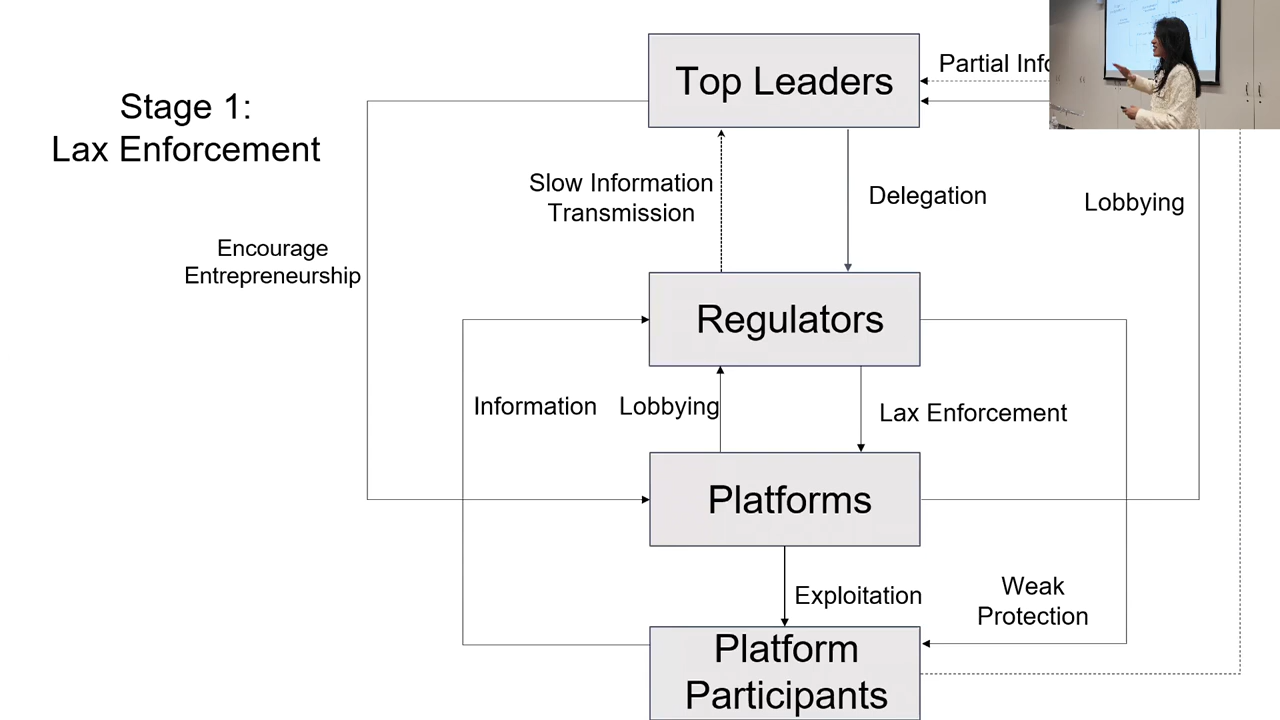 Stage 1:
Lax Enforcement
Top Leaders
Partial
Slow Information
Transmission
Delegation
Lobbying
Encourage
Entrepreneurship
Regulators
Information
Lobbying
Lax Enforcement
Platforms
Exploitation
Weak
Protection
Platform
Participants